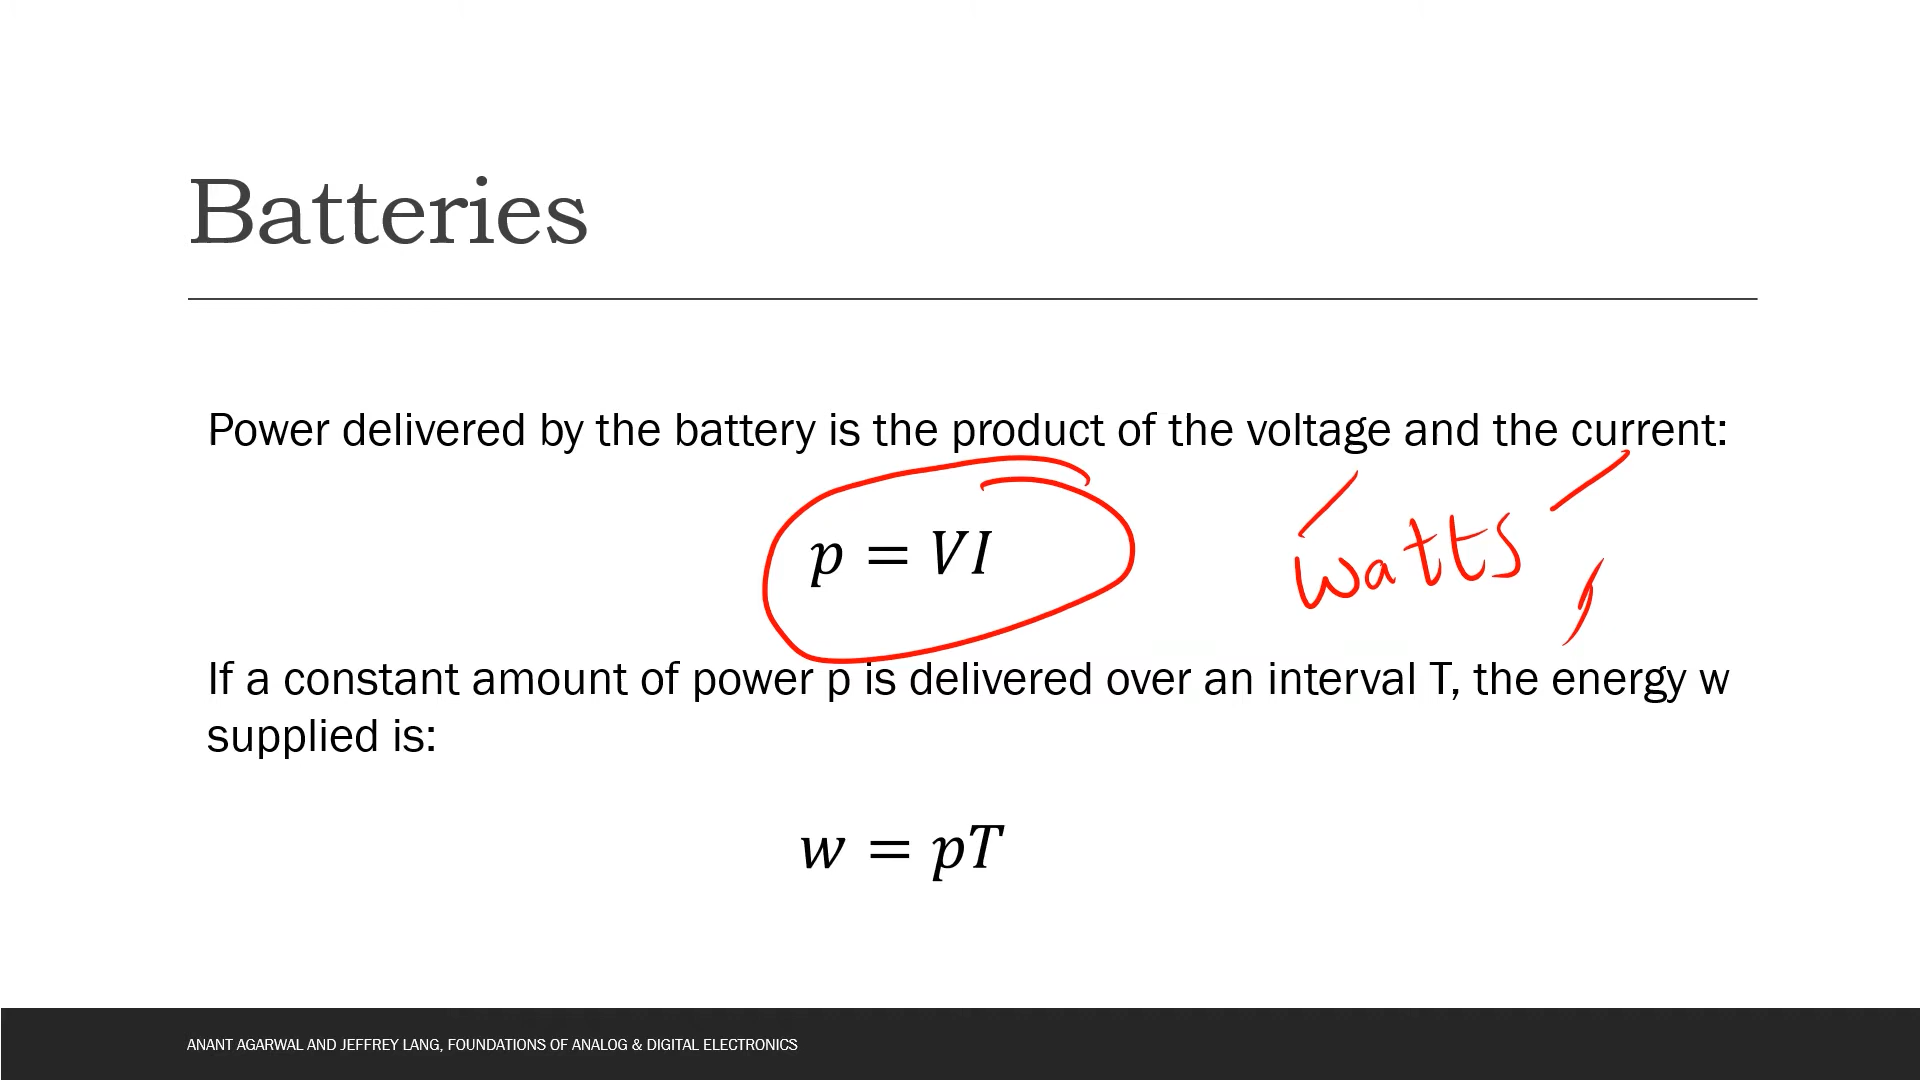 Batteries
Power delivered by the battery is the product of the voltage and the current:
p = VI
watts
If a constant amount of power p is delivered over an interval T, the energy w
supplied is:
w = pT
ANANT AGARWAL AND JEFFREY LANG, FOUNDATIONS OF ANALOG & DIGITAL ELECTRONICS